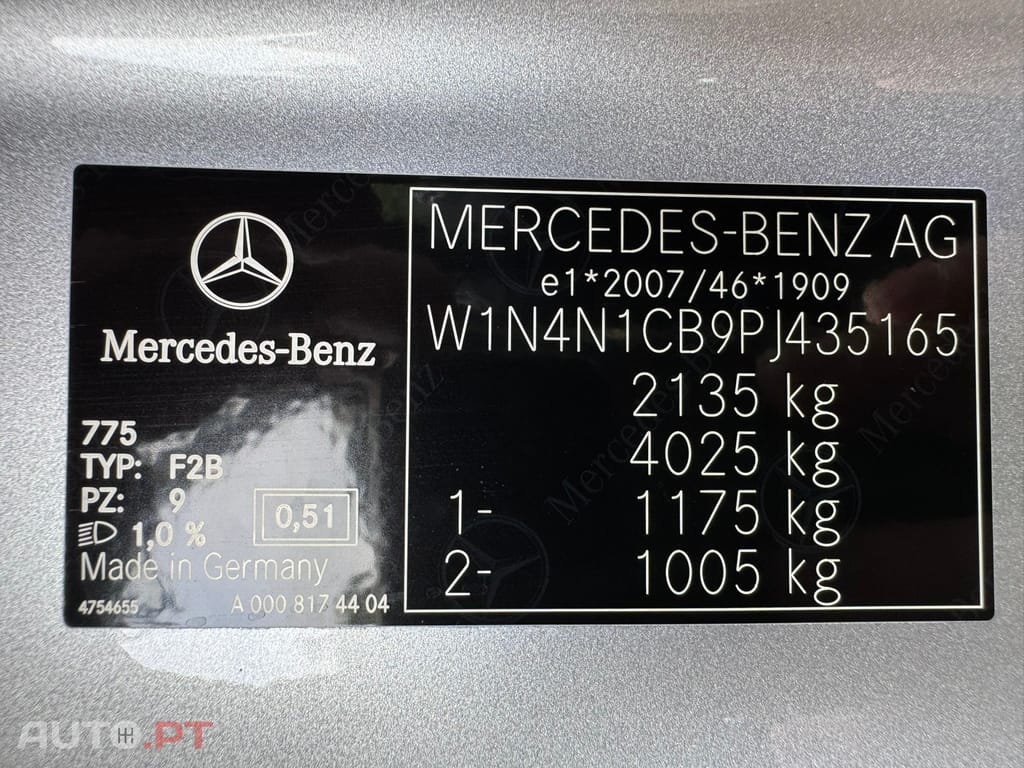 Mercedes-Benz
775
TYP: F2B
PZ: 9
1,0 %
0,51
Made in Germany
4754655 A 000 817 44 04
MERCEDES-BENZ AG
e1*2007/46*1909
W1N4N1CB9PJ435165
2135 kg
4025 kg
1- 1175 kg
2- 1005 kg
AUTO.PT